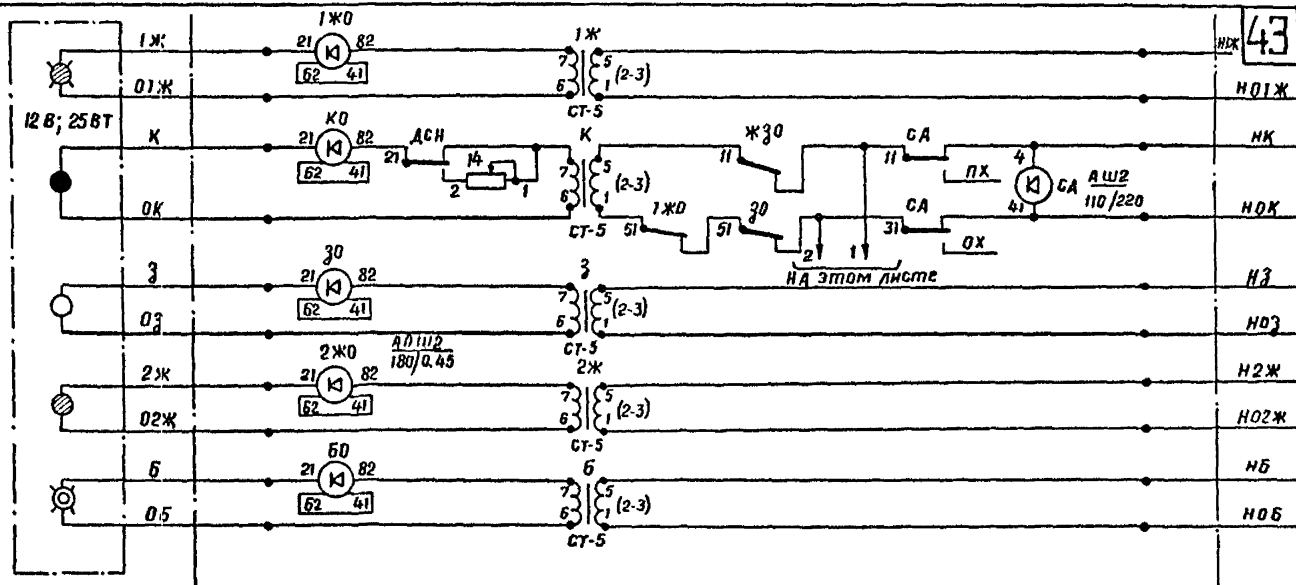 43
1Ж 1ЖО 21 82 62 41 1Ж 7 6 5 1 (2-3) СТ-5 Н1Ж
О1Ж НО1Ж
12В; 25ВТ
К КО 21 82 62 41 ДСН 21 14 2 1 К 7 6 5 1 (2-3) СТ-5 ЖЗО 11 СА 11 ПХ 4 41 СА АШ2 110/220 НК
ОК 1ЖО 51 ЗО 51 2 1 СА 31 ОХ НОК
НА ЭТОМ ЛИСТЕ
З ЗО 21 82 62 41 З 7 6 5 1 (2-3) СТ-5 НЗ
ОЗ НОЗ
АОШ2
180/0.45
2Ж 2ЖО 21 82 62 41 2Ж 7 6 5 1 (2-3) СТ-5 Н2Ж
О2Ж НО2Ж
Б БО 21 82 62 41 Б 7 6 5 1 (2-3) СТ-5 НБ
ОБ НОБ